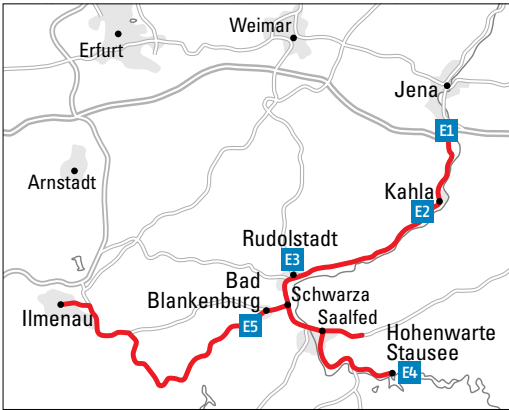 Weimar
Erfurt
Jena
E1
Arnstadt
Kahla
E2
Rudolstadt
E3
Bad
Blankenburg
Schwarza
Saalfed
Ilmenau
E5
Hohenwarte
Stausee
E4